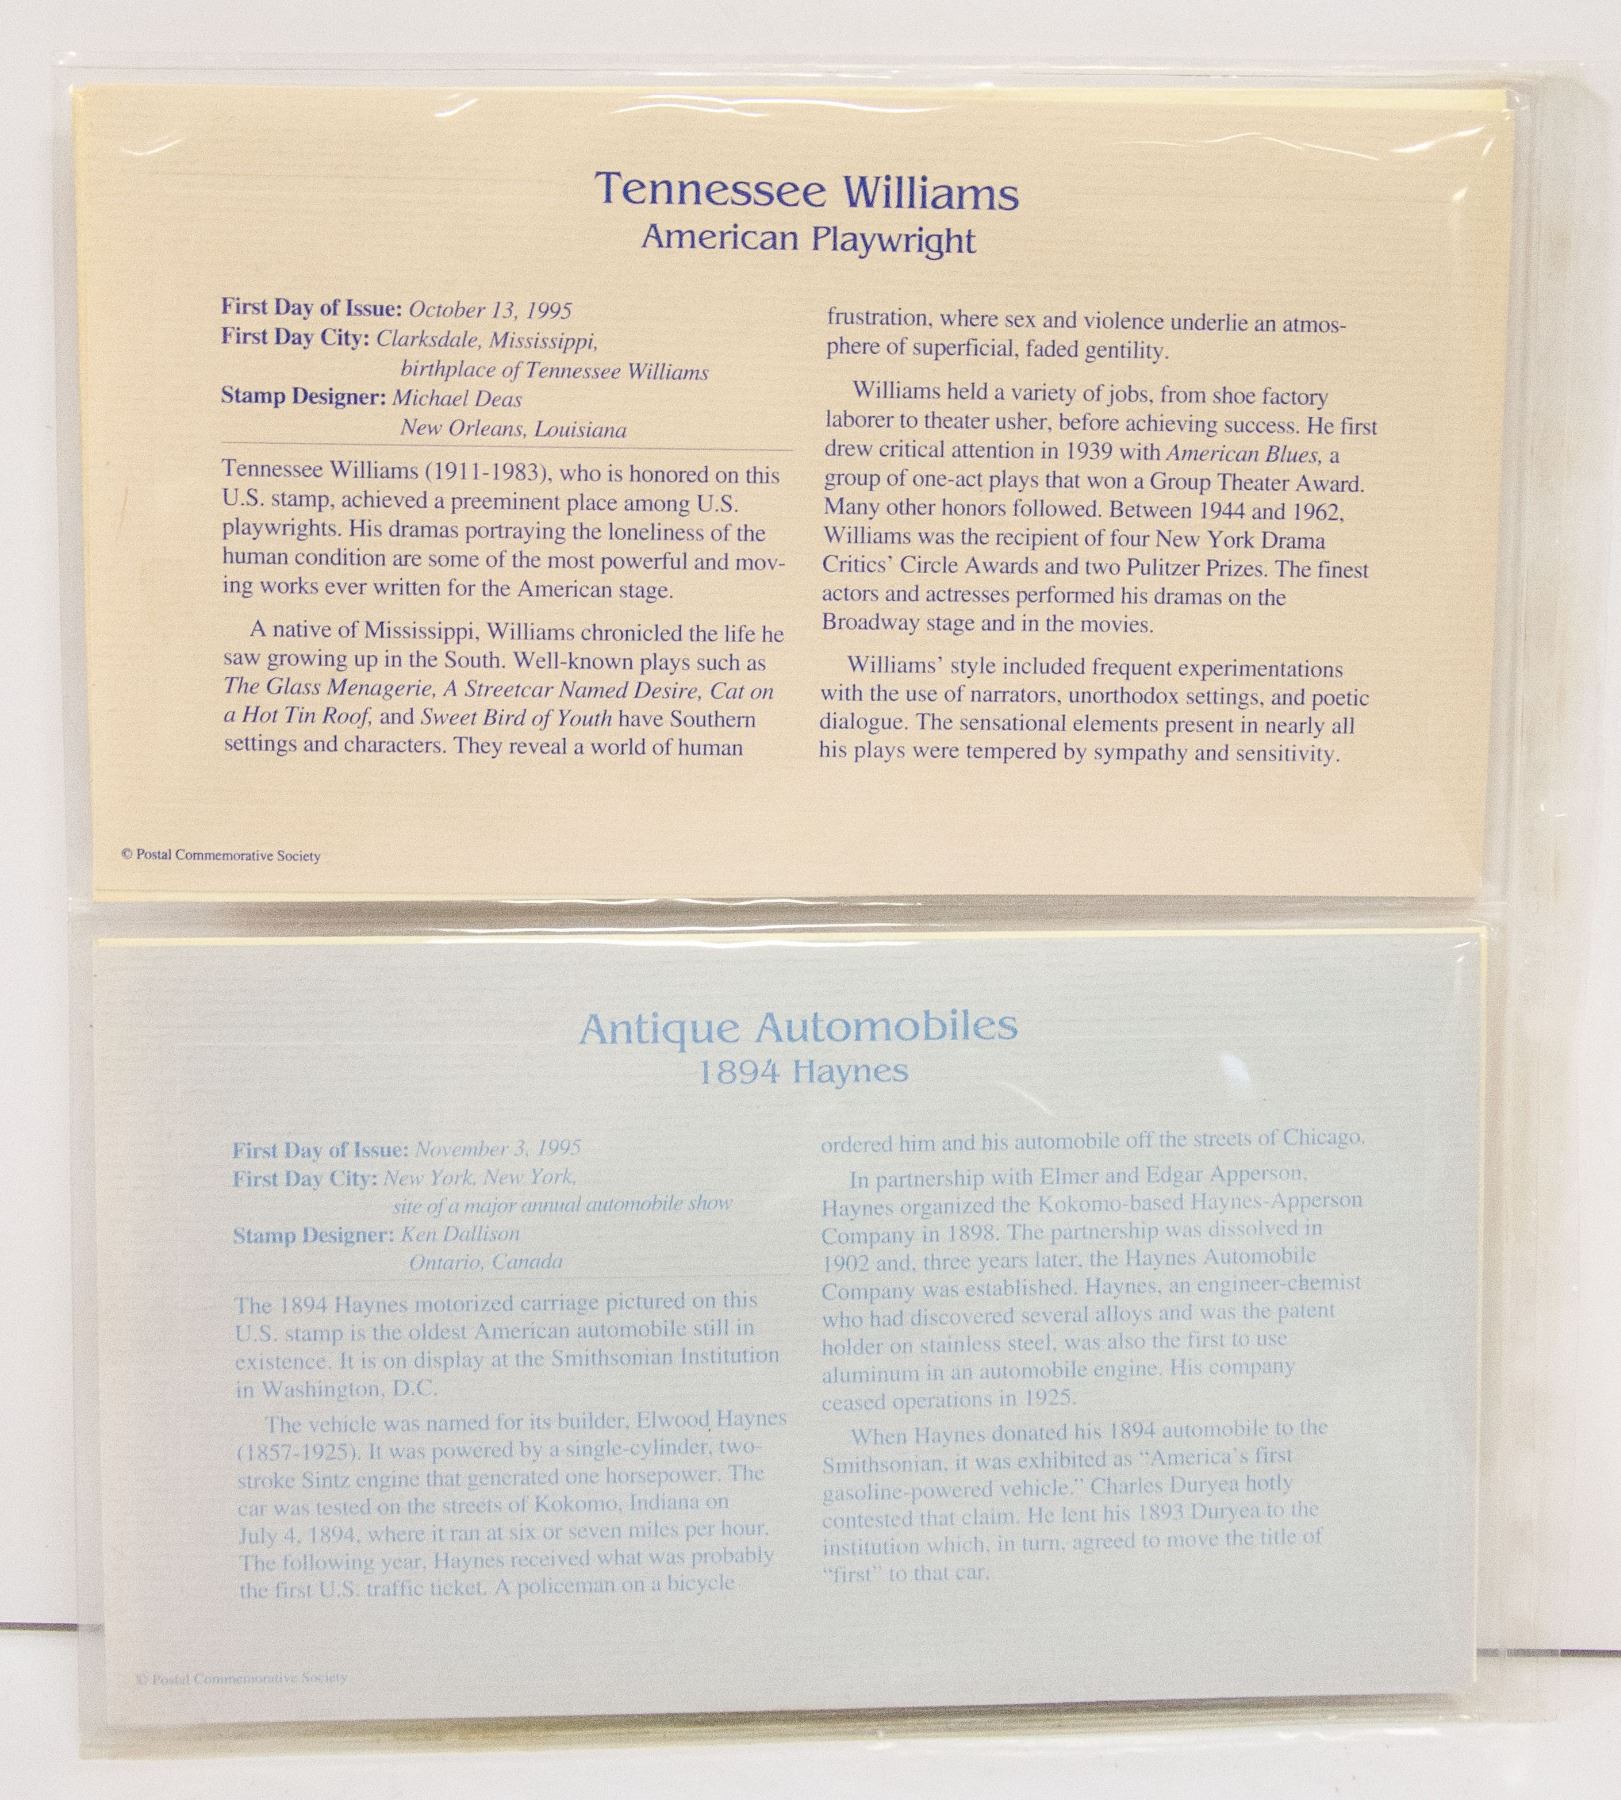 Tennessee Williams
American Playwright
First Day of Issue: October 13, 1995
First Day City: Clarksdale, Mississippi,
birthplace of Tennessee Williams
Stamp Designer: Michael Deas
New Orleans, Louisiana
Tennessee Williams (1911-1983), who is honored on this
U.S. stamp, achieved a preeminent place among U.S.
playwrights. His dramas portraying the loneliness of the
human condition are some of the most powerful and mov-
ing works ever written for the American stage.
A native of Mississippi, Williams chronicled the life he
saw growing up in the South. Well-known plays such as
The Glass Menagerie, A Streetcar Named Desire, Cat on
a Hot Tin Roof, and Sweet Bird of Youth have Southern
settings and characters. They reveal a world of human
frustration, where sex and violence underlie an atmos-
phere of superficial, faded gentility.
Williams held a variety of jobs, from shoe factory
laborer to theater usher, before achieving success. He first
drew critical attention in 1939 with American Blues, a
group of one-act plays that won a Group Theater Award.
Many other honors followed. Between 1944 and 1962,
Williams was the recipient of four New York Drama
Critics' Circle Awards and two Pulitzer Prizes. The finest
actors and actresses performed his dramas on the
Broadway stage and in the movies.
Williams' style included frequent experimentations
with the use of narrators, unorthodox settings, and poetic
dialogue. The sensational elements present in nearly all
his plays were tempered by sympathy and sensitivity.
© Postal Commemorative Society
Antique Automobiles
1894 Haynes
First Day of Issue: November 3, 1995
First Day City: New York, New York,
site of a major annual automobile show
Stamp Designer: Ken Dallison
Ontario, Canada
The 1894 Haynes motorized carriage pictured on this
U.S. stamp is the oldest American automobile still in
existence. It is on display at the Smithsonian Institution
in Washington, D.C.
The vehicle was named for its builder, Elwood Haynes
(1857-1925). It was powered by a single-cylinder, two-
stroke Sintz engine that generated one horsepower. The
car was tested on the streets of Kokomo, Indiana on
July 4, 1894, where it ran at six or seven miles per hour.
The following year, Haynes received what was probably
the first U.S. traffic ticket. A policeman on a bicycle
ordered him and his automobile off the streets of Chicago.
In partnership with Elmer and Edgar Apperson,
Haynes organized the Kokomo-based Haynes-Apperson
Company in 1898. The partnership was dissolved in
1902 and, three years later, the Haynes Automobile
Company was established. Haynes, an engineer-chemist
who had discovered several alloys and was the patent
holder on stainless steel, was also the first to use
aluminum in an automobile engine. His company
ceased operations in 1925.
When Haynes donated his 1894 automobile to the
Smithsonian, it was exhibited as "America's first
gasoline-powered vehicle." Charles Duryea hotly
contested that claim. He lent his 1893 Duryea to the
institution which, in turn, agreed to move the title of
"first" to that car.
© Postal Commemorative Society